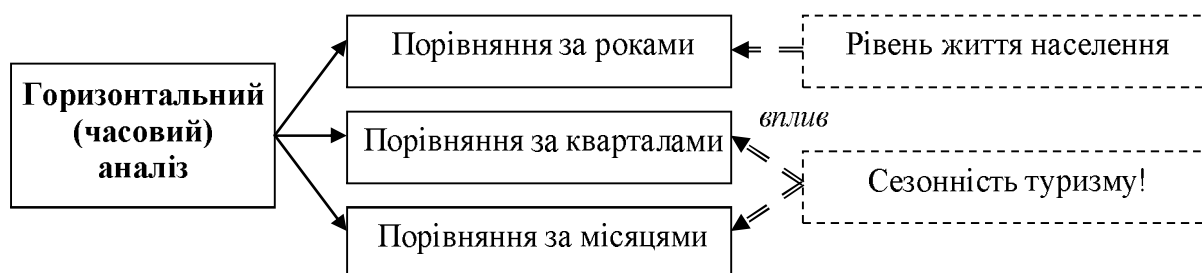 Горизонтальний
(часовий)
аналіз
Порівняння за роками
Порівняння за кварталами
Порівняння за місяцями
вплив
Рівень життя населення
Сезонність туризму!